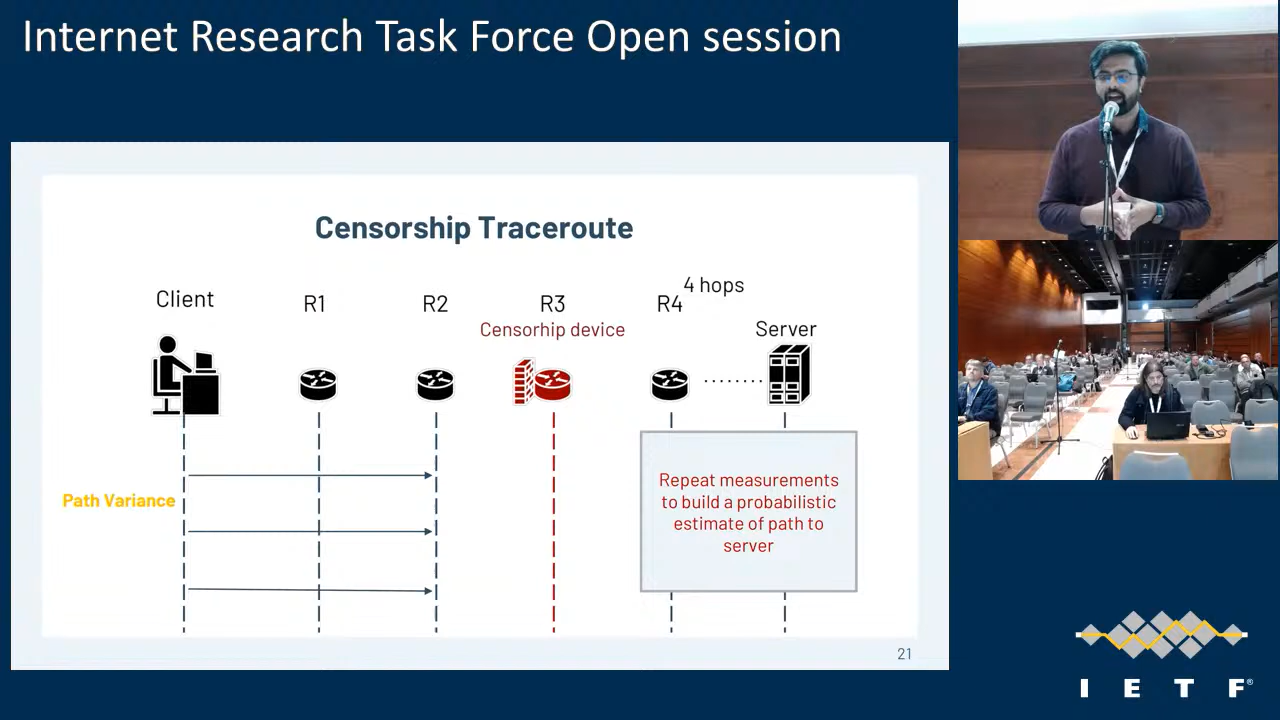 Internet Research Task Force Open session
Censorship Traceroute
4 hops
Client
R1
R2
R3
R4
Censorhip device
Server
Path Variance
Repeat measurements
to build a probabilistic
estimate of path to
server
21
I E T F®